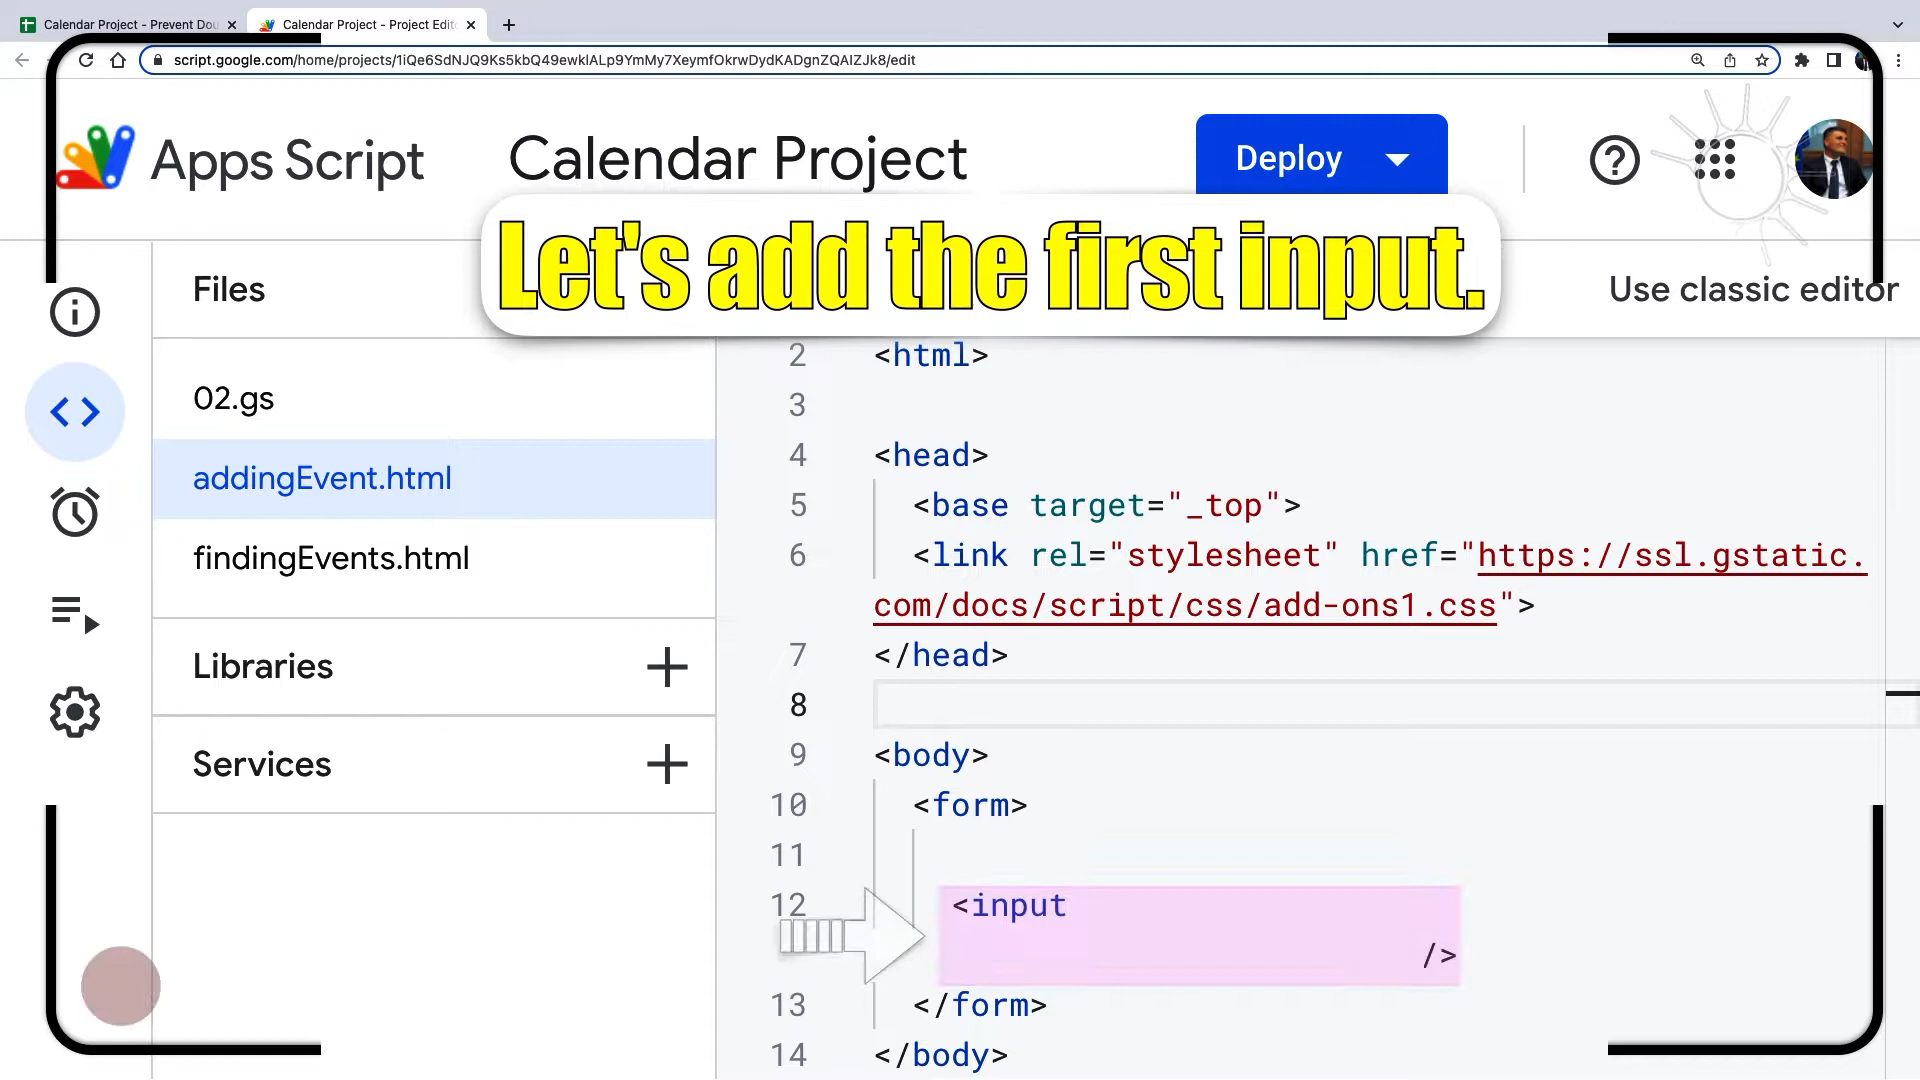 Calendar Project - Prevent Dou
Calendar Project - Project Edit
script.google.com/home/projects/1iQe6SdNJQ9Ks5kbQ49ewklALp9YmMy7XeymfOkrwDydKADgnZQAIZJk8/edit
Apps Script
Calendar Project
Deploy
Let's add the first input.
Use classic editor
Files
02.gs
addingEvent.html
findingEvents.html
Libraries
Services
2 <html>
3
4 <head>
5 <base target="_top">
6 <link rel="stylesheet" href="https://ssl.gstatic.
com/docs/script/css/add-ons1.css">
7 </head>
8
9 <body>
10 <form>
11
12 <input
/>
13 </form>
14 </body>